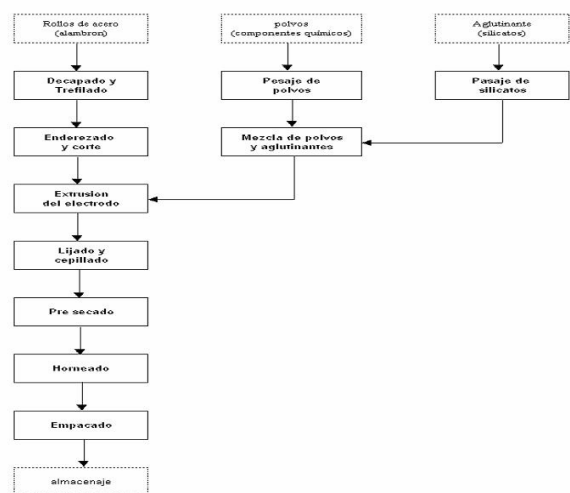 Rollos de acero
(alambron)
polvos
(componentes químicos)
Aglutinante
(silicatos)
Decapado y
Trefilado
Pesaje de
polvos
Pasaje de
silicatos
Enderezado
y corte
Mezcla de polvos
y aglutinantes
Extrusion
del electrodo
Lijado y
cepillado
Pre secado
Horneado
Empacado
almacenaje